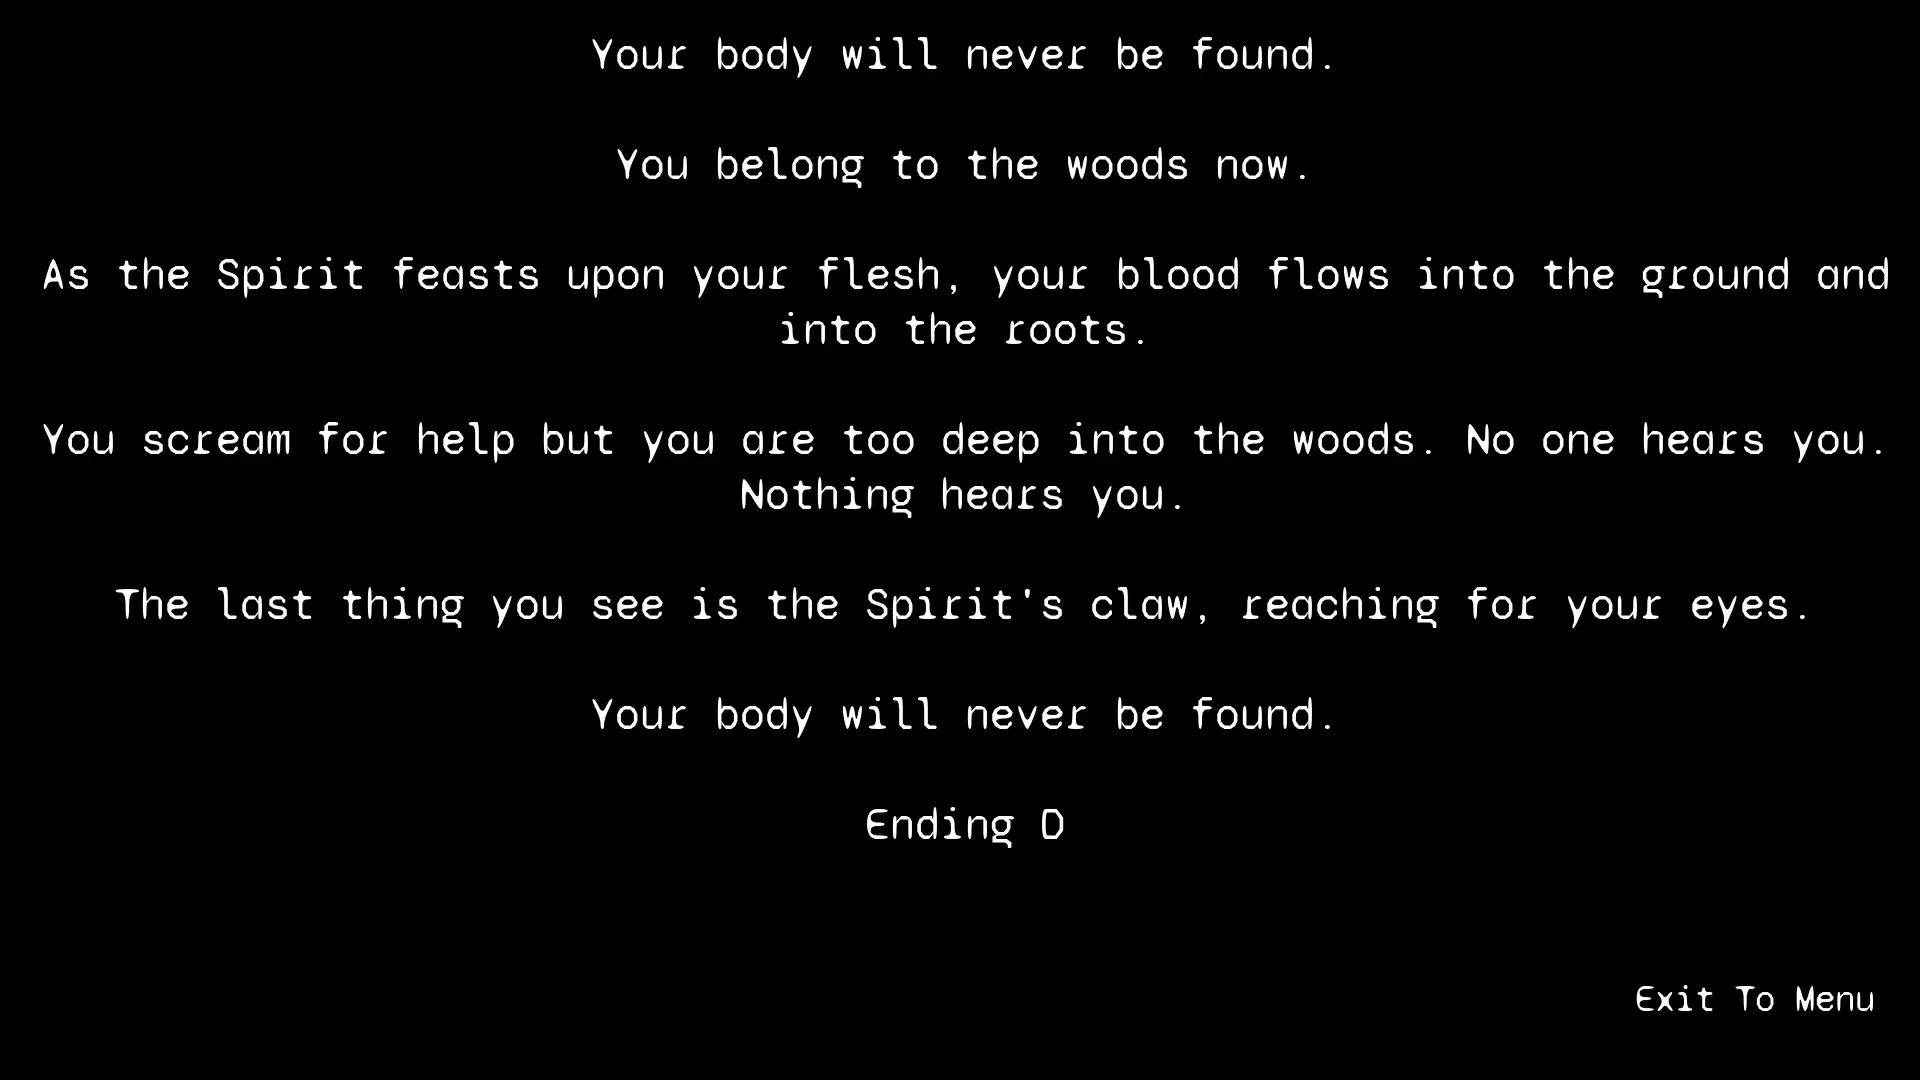 Your body will never be found.
You belong to the woods now.
As the Spirit feasts upon your flesh, your blood flows into the ground and
into the roots.
You scream for help but you are too deep into the woods. No one hears you.
Nothing hears you.
The last thing you see is the Spirit's claw, reaching for your eyes.
Your body will never be found.
Ending D
Exit To Menu